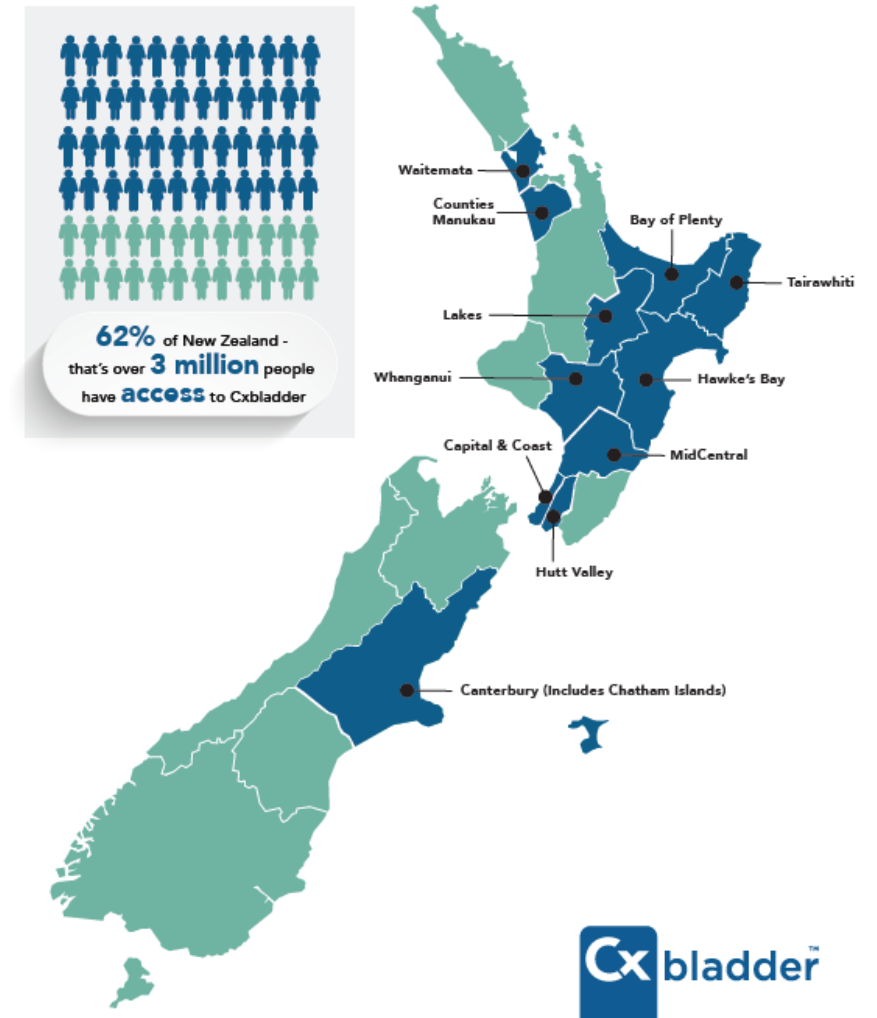 62% of New Zealand -
that's over 3 million people
have access to Cxbladder
Waitemata
Counties
Manukau
Bay of Plenty
Tairawhiti
Lakes
Whanganui
Hawke's Bay
Capital & Coast
MidCentral
Hutt Valley
Canterbury (Includes Chatham Islands)
Cx bladder™